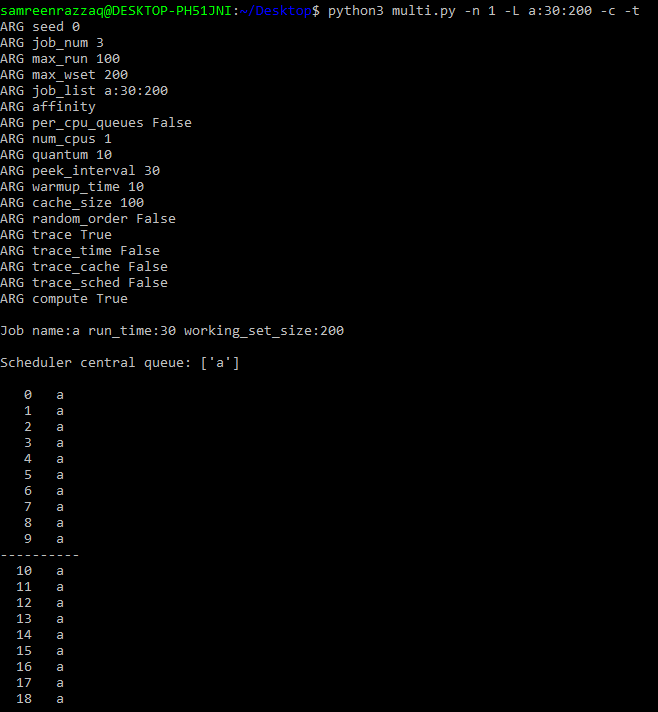 samreenrazzaq@DESKTOP-PH51JNI:~/Desktop$ python3 multi.py -n 1 -L a:30:200 -c -t
ARG seed 0
ARG job_num 3
ARG max_run 100
ARG max_wset 200
ARG job_list a:30:200
ARG affinity
ARG per_cpu_queues False
ARG num_cpus 1
ARG quantum 10
ARG peek_interval 30
ARG warmup_time 10
ARG cache_size 100
ARG random_order False
ARG trace True
ARG trace_time False
ARG trace_cache False
ARG trace_sched False
ARG compute True

Job name:a run_time:30 working_set_size:200

Scheduler central queue: ['a']

   0   a
   1   a
   2   a
   3   a
   4   a
   5   a
   6   a
   7   a
   8   a
   9   a
----------
  10   a
  11   a
  12   a
  13   a
  14   a
  15   a
  16   a
  17   a
  18   a